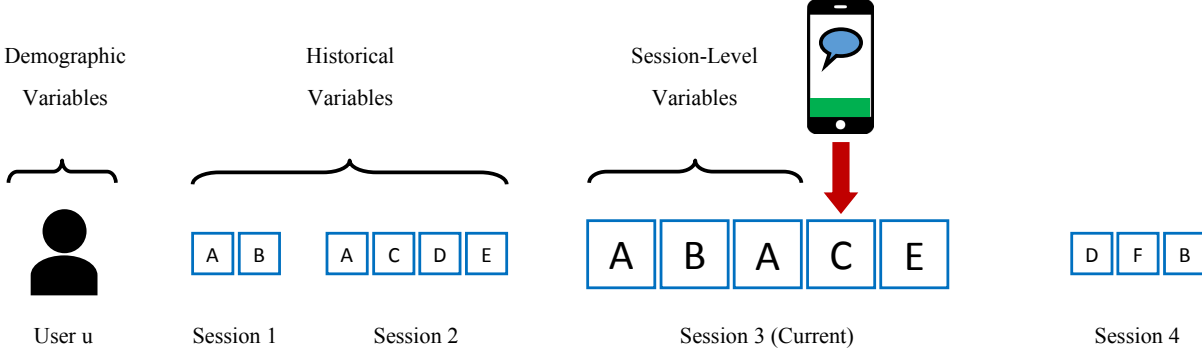 Demographic
Variables
Historical
Variables
Session-Level
Variables
A B
A C D E
A B A C E
D F B
User u
Session 1
Session 2
Session 3 (Current)
Session 4